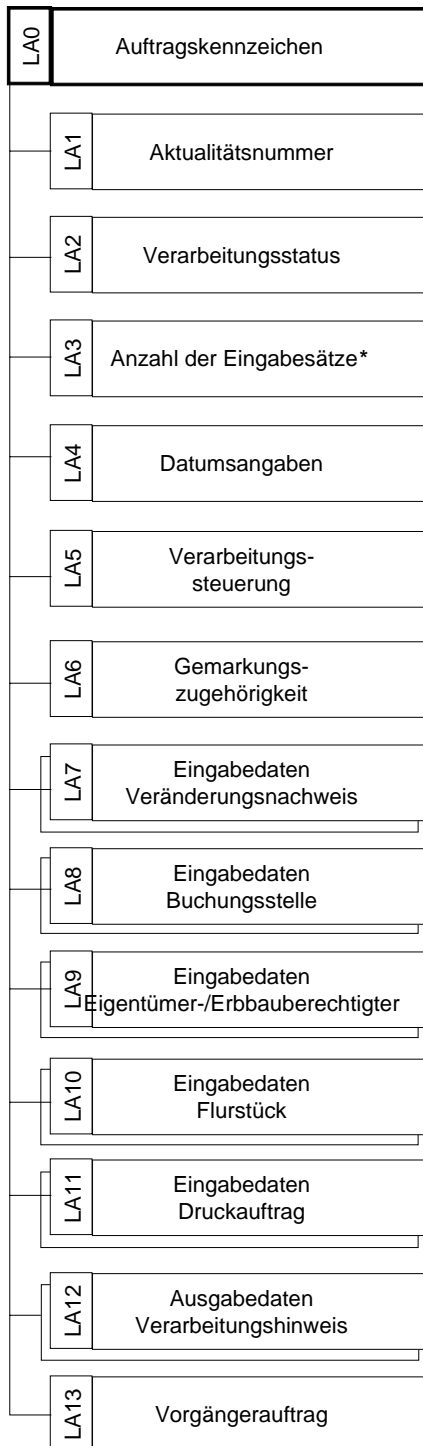 LA0
Auftragskennzeichen
LA1
Aktualitätsnummer
LA2
Verarbeitungsstatus
LA3
Anzahl der Eingabesätze*
LA4
Datumsangaben
LA5
Verarbeitungs-
steuerung
LA6
Gemarkungs-
zugehörigkeit
LA7
Eingabedaten
Veränderungsnachweis
LA8
Eingabedaten
Buchungsstelle
LA9
Eingabedaten
Eigentümer-/Erbbauberechtigter
LA10
Eingabedaten
Flurstück
LA11
Eingabedaten
Druckauftrag
LA12
Ausgabedaten
Verarbeitungshinweis
LA13
Vorgängerauftrag